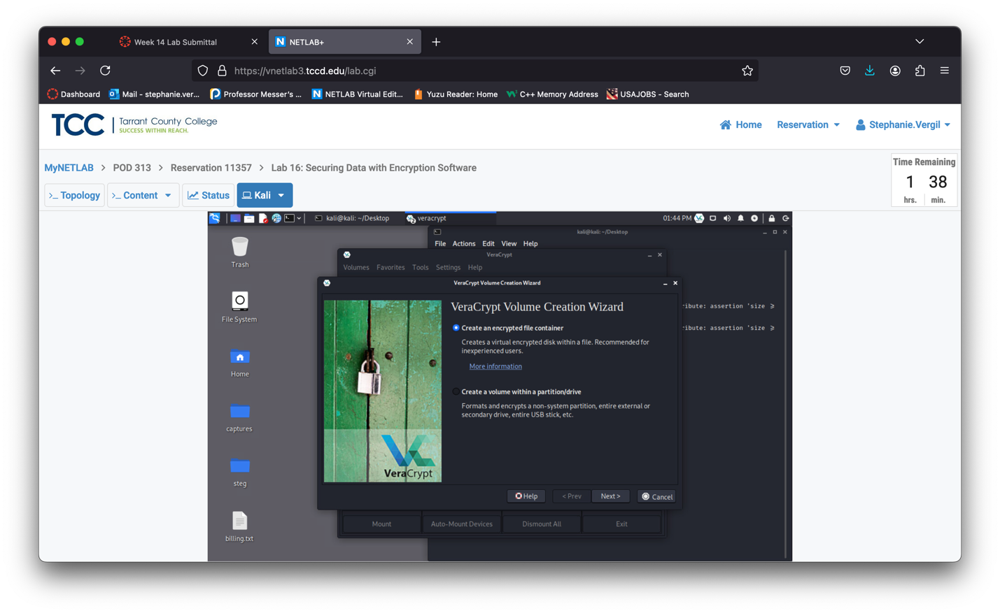 Week 14 Lab Submittal
NETLAB+
https://vnetlab3.tccd.edu/lab.cgi
Dashboard
Mail - stephanie.ver...
Professor Messer's ...
NETLAB Virtual Edit...
Yuzu Reader: Home
C++ Memory Address
USAJOBS - Search
TCC
Tarrant County College
SUCCESS WITHIN REACH.
Home
Reservation
Stephanie.Vergil
MyNETLAB > POD 313 > Reservation 11357 > Lab 16: Securing Data with Encryption Software
Time Remaining
1 38
hrs. min.
>_ Topology
>_ Content
Status
Kali
kali@kali: ~/Desktop
veracrypt
01:44 PM
Trash
File System
Home
captures
steg
billing.txt
kali@kali: ~/Desktop
File Actions Edit View Help
VeraCrypt
Volumes Favorites Tools Settings Help
VeraCrypt Volume Creation Wizard
VeraCrypt Volume Creation Wizard
Create an encrypted file container
Creates a virtual encrypted disk within a file. Recommended for
inexperienced users.
More information
Create a volume within a partition/drive
Formats and encrypts a non-system partition, entire external or
secondary drive, entire USB stick, etc.
ribute: assertion 'size >
ribute: assertion 'size >
VeraCrypt
Help
< Prev
Next >
Cancel
Mount
Auto-Mount Devices
Dismount All
Exit